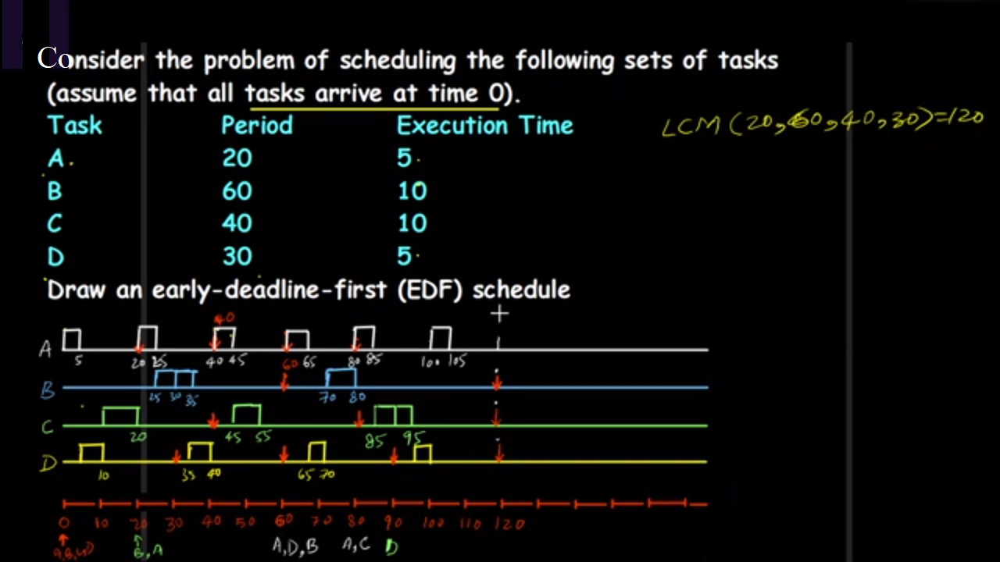 Consider the problem of scheduling the following sets of tasks
(assume that all tasks arrive at time 0).
LCM (20, 60, 40, 30) = 120
Task Period Execution Time
A 20 5
B 60 10
C 40 10
D 30 5
Draw an early-deadline-first (EDF) schedule
40
A 5 20 25 40 45 60 65 80 85 100 105
B 25 30 35 70 80
C 20 45 55 85 95
D 10 35 40 65 70
0 10 20 30 40 50 60 70 80 90 100 110 120
B, A A, D, B A, C D